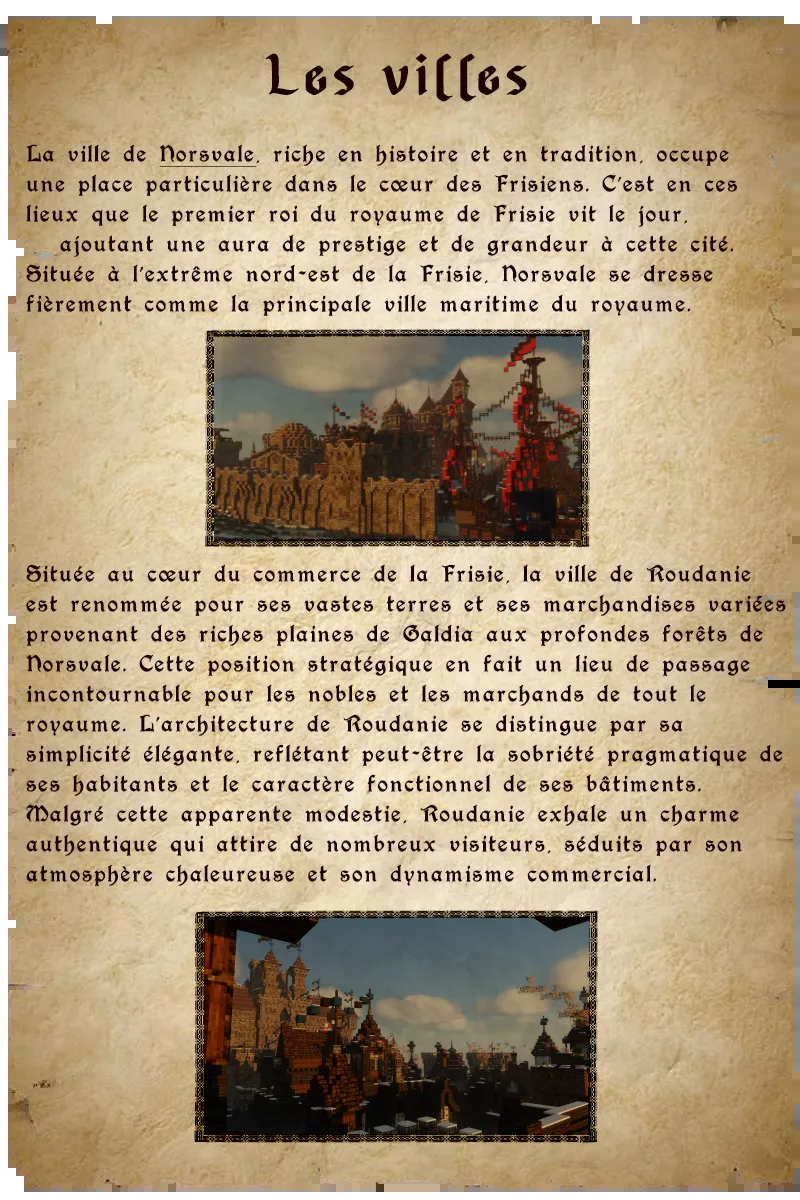 Les villes
La ville de Norsvale, riche en histoire et en tradition, occupe
une place particulière dans le cœur des Frisiens. C'est en ces
lieux que le premier roi du royaume de Frisie vit le jour,
ajoutant une aura de prestige et de grandeur à cette cité.
Située à l'extrême nord-est de la Frisie, Norsvale se dresse
fièrement comme la principale ville maritime du royaume.
Située au cœur du commerce de la Frisie, la ville de Roudanie
est renommée pour ses vastes terres et ses marchandises variées
provenant des riches plaines de Galdia aux profondes forêts de
Norsvale. Cette position stratégique en fait un lieu de passage
incontournable pour les nobles et les marchands de tout le
royaume. L'architecture de Roudanie se distingue par sa
simplicité élégante, reflétant peut-être la sobriété pragmatique de
ses habitants et le caractère fonctionnel de ses bâtiments.
Malgré cette apparente modestie, Roudanie exhale un charme
authentique qui attire de nombreux visiteurs, séduits par son
atmosphère chaleureuse et son dynamisme commercial.